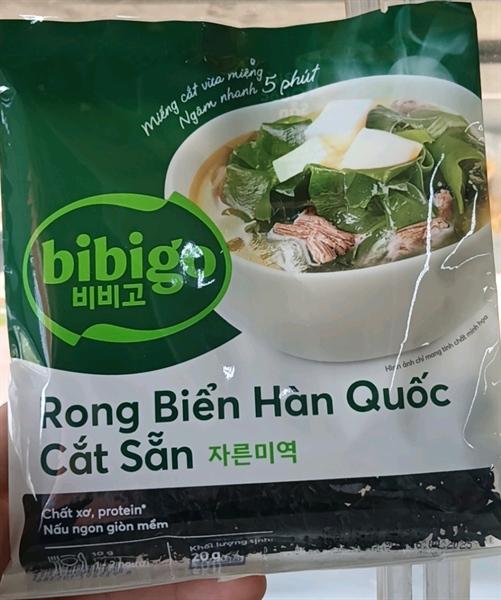 Miếng cắt vừa miệng
Ngâm nhanh 5 phút
bibigo
비비고
Hình ảnh chỉ mang tính chất minh họa
Rong Biển Hàn Quốc
Cắt Sẵn 자른미역
Chất xơ, protein*
Nấu ngon giòn mềm
10 g
Khối lượng tịnh:
20 g